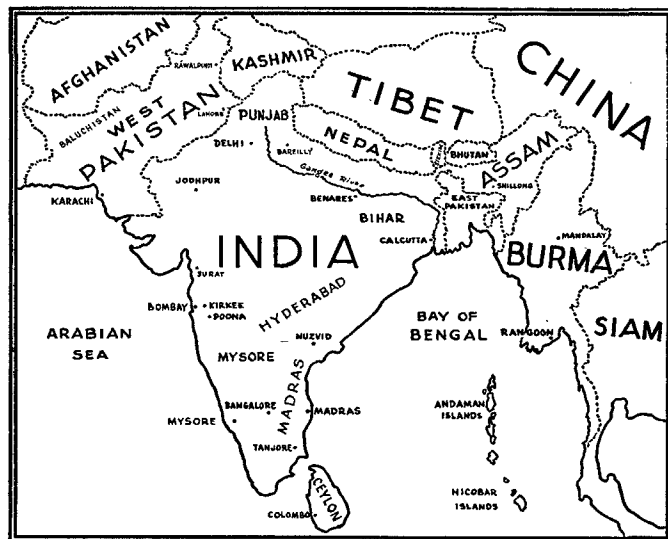 AFGHANISTAN
RAWALPINDI
KASHMIR
TIBET
CHINA
BALUCHISTAN
WEST
PAKISTAN
LAHORE
PUNJAB
DELHI
BAREILLY
NEPAL
BHUTAN
ASSAM
SHILLONG
Ganges River
JODHPUR
KARACHI
BENARES
BIHAR
EAST
PAKISTAN
CALCUTTA
INDIA
MANDALAY
BURMA
SURAT
BOMBAY
KIRKEE
POONA
HYDERABAD
ARABIAN
SEA
BAY OF
BENGAL
RANGOON
SIAM
NUZVID
MYSORE
MADRAS
BANGALORE
MADRAS
MYSORE
TANJORE
ANDAMAN
ISLANDS
CEYLON
COLOMBO
NICOBAR
ISLANDS